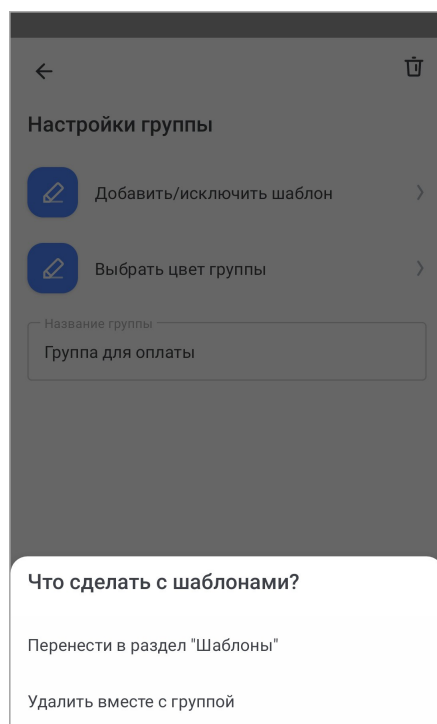 Настройки группы
Добавить/исключить шаблон
Выбрать цвет группы
Название группы
Группа для оплаты
Что сделать с шаблонами?
Перенести в раздел "Шаблоны"
Удалить вместе с группой